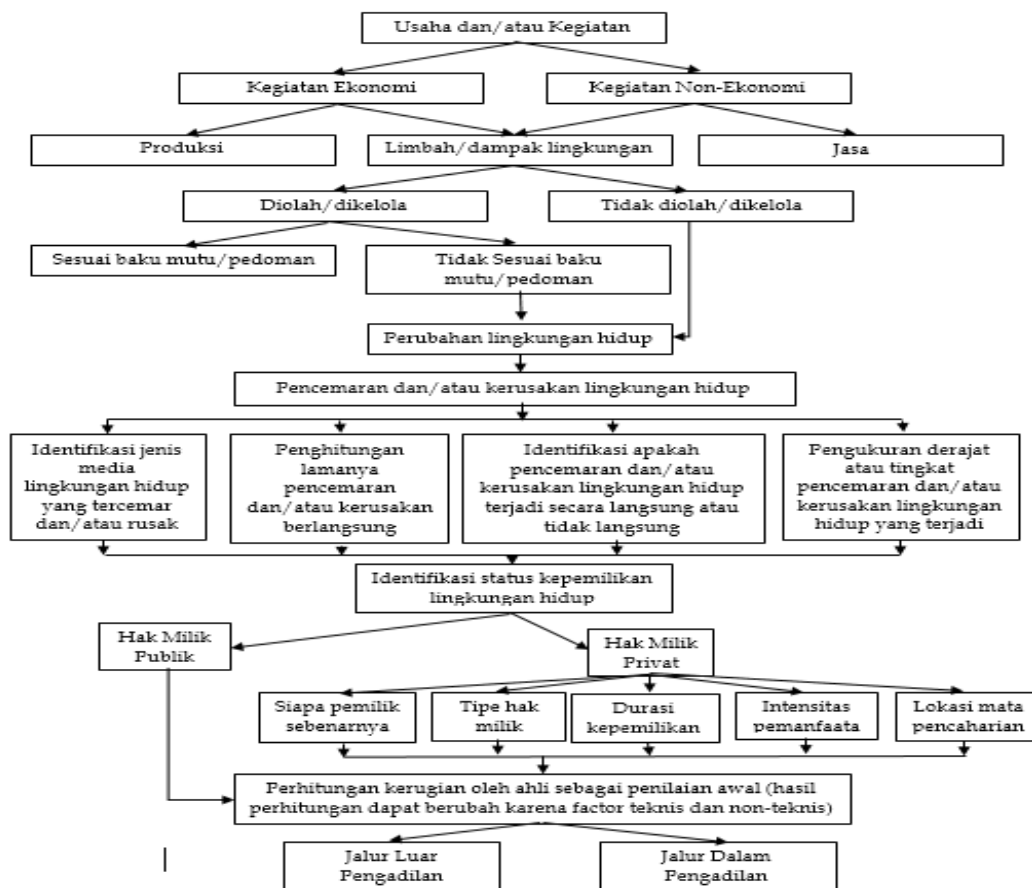 Usaha dan/atau Kegiatan
Kegiatan Ekonomi
Kegiatan Non-Ekonomi
Produksi
Limbah/dampak lingkungan
Jasa
Diolah/dikelola
Tidak diolah/dikelola
Sesuai baku mutu/pedoman
Tidak Sesuai baku
mutu/pedoman
Perubahan lingkungan hidup
Pencemaran dan/atau kerusakan lingkungan hidup
Identifikasi jenis
media
lingkungan hidup
yang tercemar
dan/atau rusak
Penghitungan
lamanya
pencemaran
dan/atau kerusakan
berlangsung
Identifikasi apakah
pencemaran dan/atau
kerusakan lingkungan hidup
terjadi secara langsung atau
tidak langsung
Pengukuran derajat
atau tingkat
pencemaran dan/atau
kerusakan lingkungan
hidup yang terjadi
Identifikasi status kepemilikan
lingkungan hidup
Hak Milik
Publik
Hak Milik
Privat
Siapa pemilik
sebenarnya
Tipe hak
milik
Durasi
kepemilikan
Intensitas
pemanfaata
Lokasi mata
pencaharian
Perhitungan kerugian oleh ahli sebagai penilaian awal (hasil
perhitungan dapat berubah karena factor teknis dan non-teknis)
Jalur Luar
Pengadilan
Jalur Dalam
Pengadilan